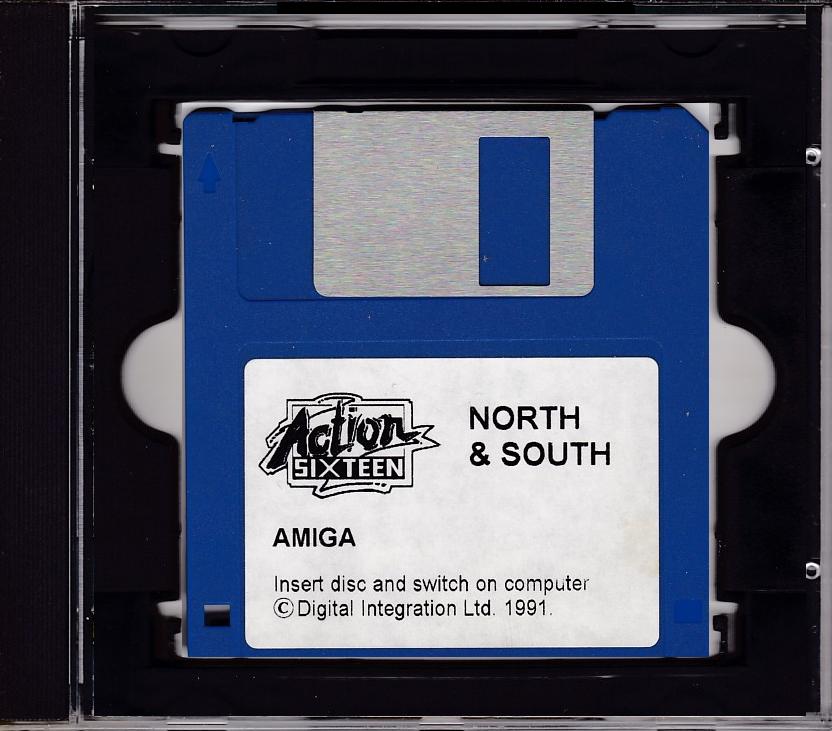 Action
SIXTEEN
NORTH
& SOUTH
AMIGA
Insert disc and switch on computer
© Digital Integration Ltd. 1991.